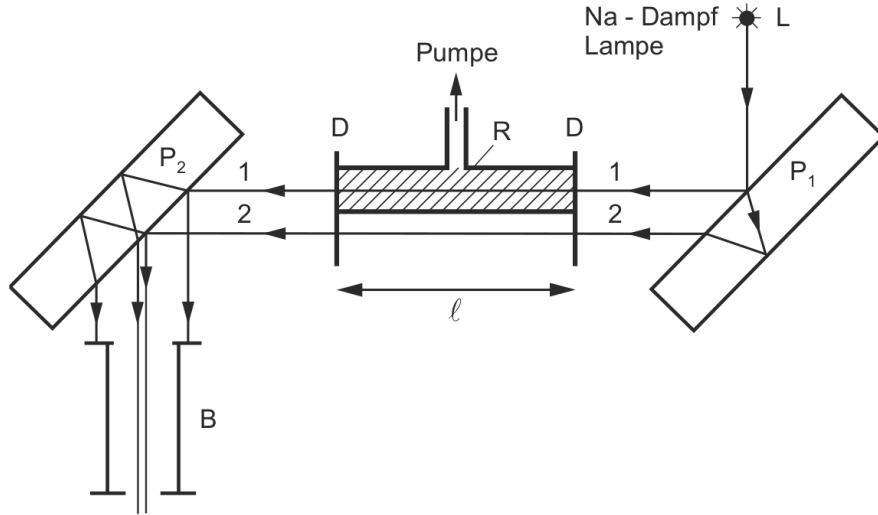 Na - Dampf L
Lampe
Pumpe
D R D
P₂ 1 1 P₁
2 2
ℓ
B